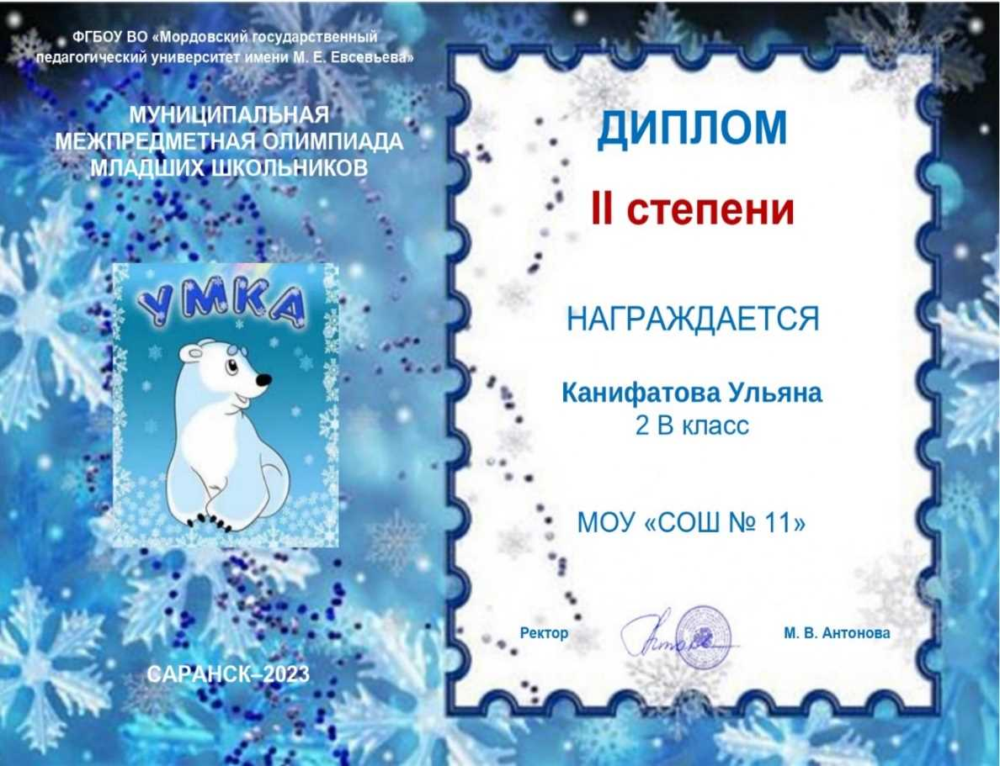 ФГБОУ ВО «Мордовский государственный
педагогический университет имени М. Е. Евсевьева»
МУНИЦИПАЛЬНАЯ
МЕЖПРЕДМЕТНАЯ ОЛИМПИАДА
МЛАДШИХ ШКОЛЬНИКОВ
УМКА
САРАНСК–2023
ДИПЛОМ
II степени
НАГРАЖДАЕТСЯ
Канифатова Ульяна
2 В класс
МОУ «СОШ № 11»
Ректор
М. В. Антонова